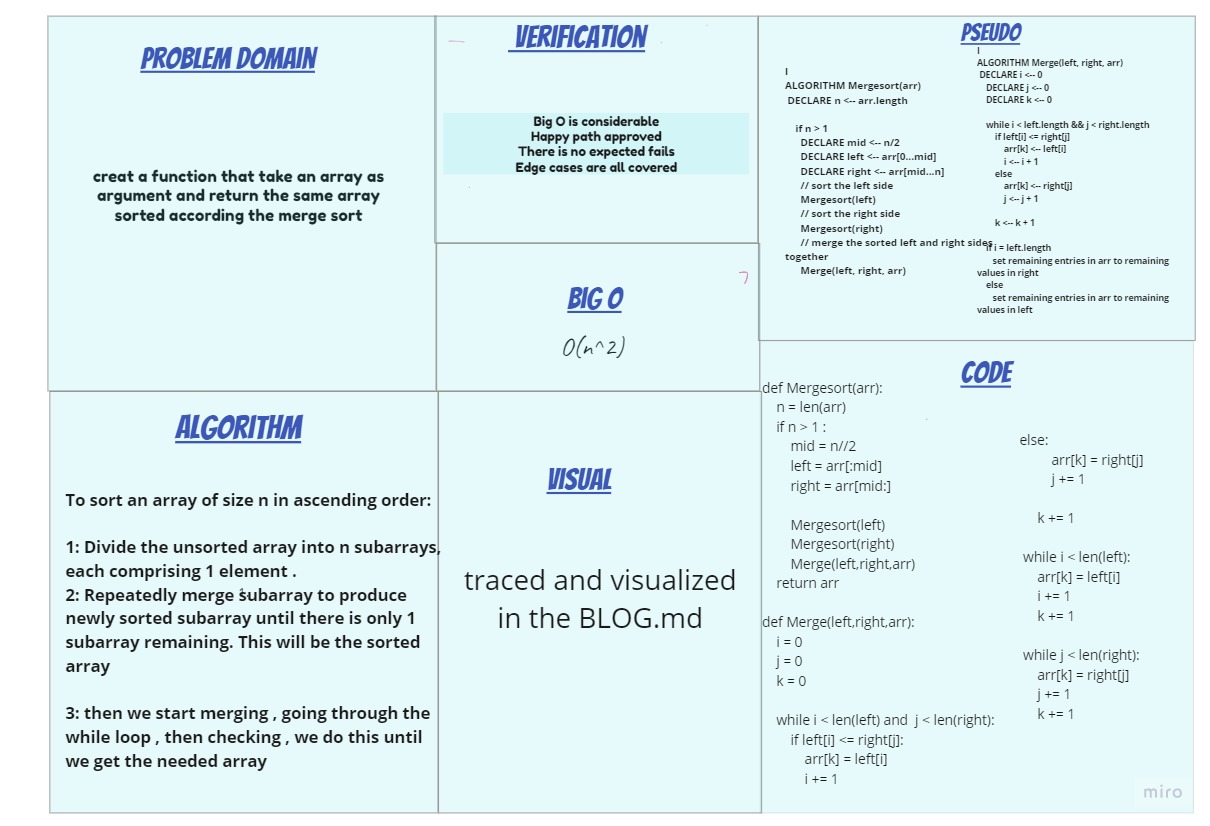 PROBLEM DOMAIN
creat a function that take an array as
argument and return the same array
sorted according the merge sort
VERIFICATION
Big O is considerable
Happy path approved
There is no expected fails
Edge cases are all covered
BIG O
O(n^2)
PSEUDO
ALGORITHM Mergesort(arr)
DECLARE n <-- arr.length
if n > 1
DECLARE mid <-- n/2
DECLARE left <-- arr[0...mid]
DECLARE right <-- arr[mid...n]
// sort the left side
Mergesort(left)
// sort the right side
Mergesort(right)
// merge the sorted left and right sides
together
Merge(left, right, arr)
ALGORITHM Merge(left, right, arr)
DECLARE i <-- 0
DECLARE j <-- 0
DECLARE k <-- 0
while i < left.length && j < right.length
if left[i] <= right[j]
arr[k] <-- left[i]
i <-- i + 1
else
arr[k] <-- right[j]
j <-- j + 1
k <-- k + 1
if i = left.length
set remaining entries in arr to remaining
values in right
else
set remaining entries in arr to remaining
values in left
ALGORITHM
To sort an array of size n in ascending order:
1: Divide the unsorted array into n subarrays,
each comprising 1 element .
2: Repeatedly merge subarray to produce
newly sorted subarray until there is only 1
subarray remaining. This will be the sorted
array
3: then we start merging , going through the
while loop , then checking , we do this until
we get the needed array
VISUAL
traced and visualized
in the BLOG.md
CODE
def Mergesort(arr):
n = len(arr)
if n > 1 :
mid = n//2
left = arr[:mid]
right = arr[mid:]
Mergesort(left)
Mergesort(right)
Merge(left,right,arr)
return arr
def Merge(left,right,arr):
i = 0
j = 0
k = 0
while i < len(left) and j < len(right):
if left[i] <= right[j]:
arr[k] = left[i]
i += 1
else:
arr[k] = right[j]
j += 1
k += 1
while i < len(left):
arr[k] = left[i]
i += 1
k += 1
while j < len(right):
arr[k] = right[j]
j += 1
k += 1
miro